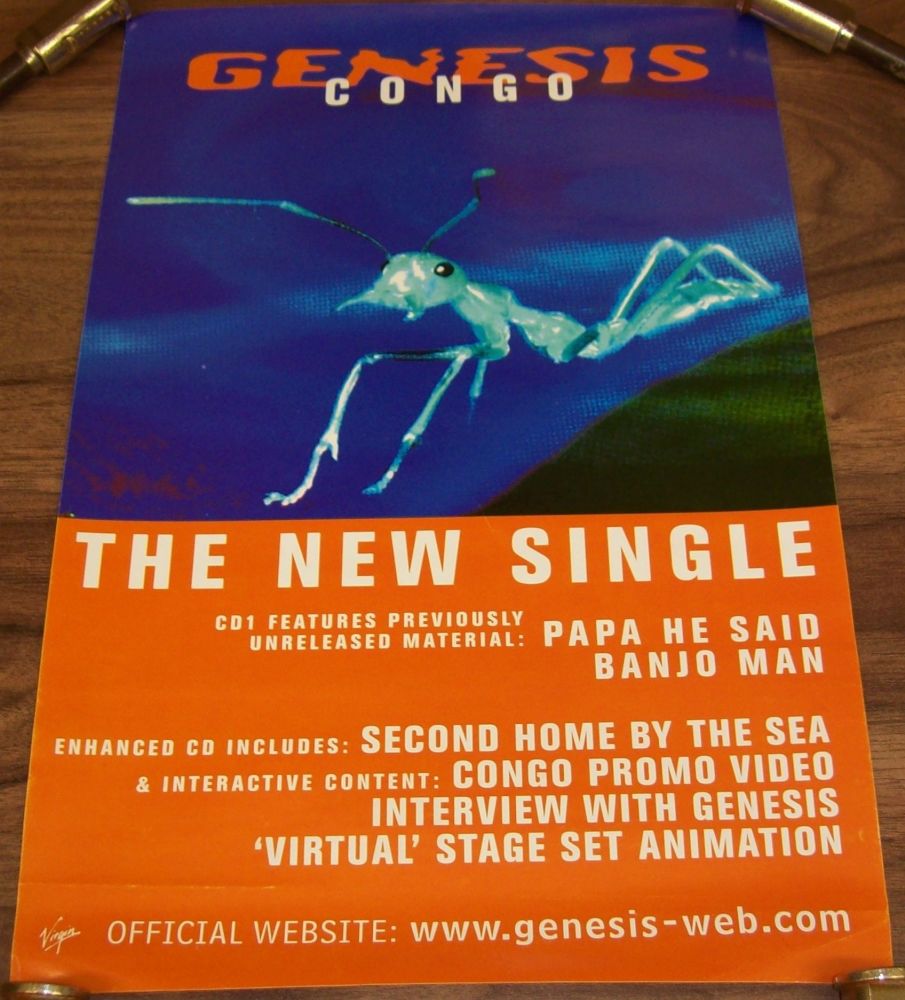 GENESIS
CONGO
THE NEW SINGLE
CD1 FEATURES PREVIOUSLY
UNRELEASED MATERIAL: PAPA HE SAID
BANJO MAN
ENHANCED CD INCLUDES: SECOND HOME BY THE SEA
& INTERACTIVE CONTENT: CONGO PROMO VIDEO
INTERVIEW WITH GENESIS
‘VIRTUAL’ STAGE SET ANIMATION
Virgin OFFICIAL WEBSITE: www.genesis-web.com